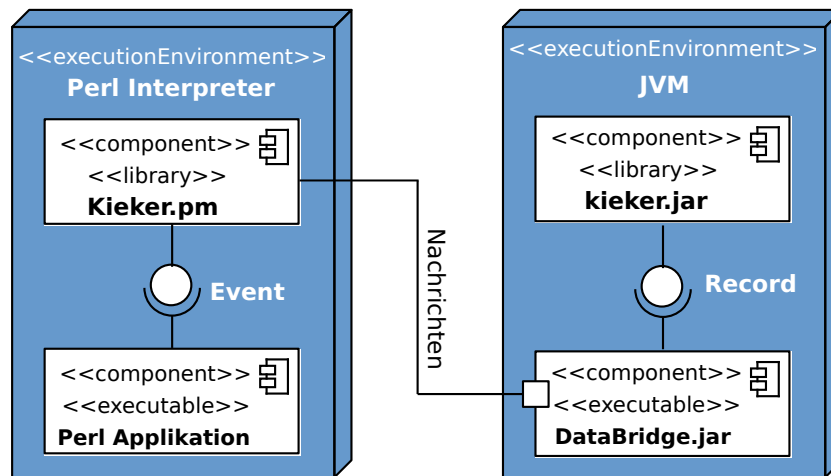 <<executionEnvironment>>
Perl Interpreter
<<component>>
<<library>>
Kieker.pm
Event
<<component>>
<<executable>>
Perl Applikation
Nachrichten
<<executionEnvironment>>
JVM
<<component>>
<<library>>
kieker.jar
Record
<<component>>
<<executable>>
DataBridge.jar